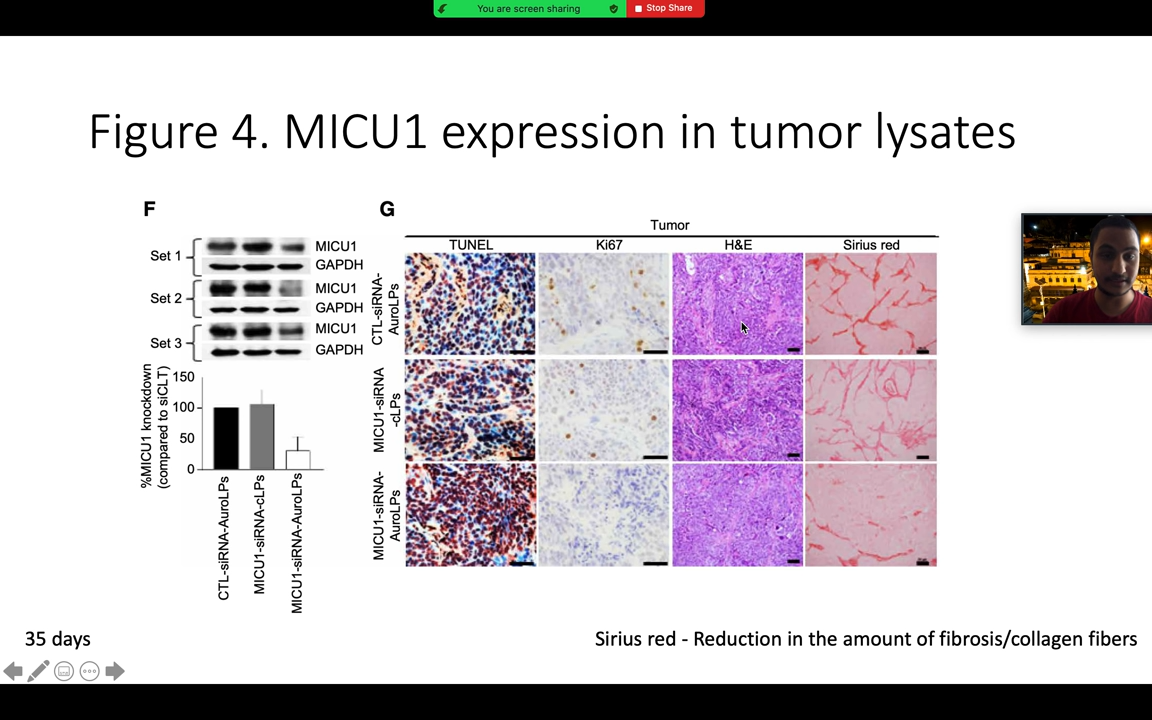 You are screen sharing
Stop Share
Figure 4. MICU1 expression in tumor lysates
F
Set 1
MICU1
GAPDH
Set 2
MICU1
GAPDH
Set 3
MICU1
GAPDH
%MICU1 knockdown
(compared to siCLT)
150
100
50
0
CTL-siRNA-AuroLPs
MICU1-siRNA-cLPs
MICU1-siRNA-AuroLPs
G
Tumor
TUNEL Ki67 H&E Sirius red
CTL-siRNA-
AuroLPs
MICU1-siRNA
-cLPs
MICU1-siRNA-
AuroLPs
35 days
Sirius red - Reduction in the amount of fibrosis/collagen fibers